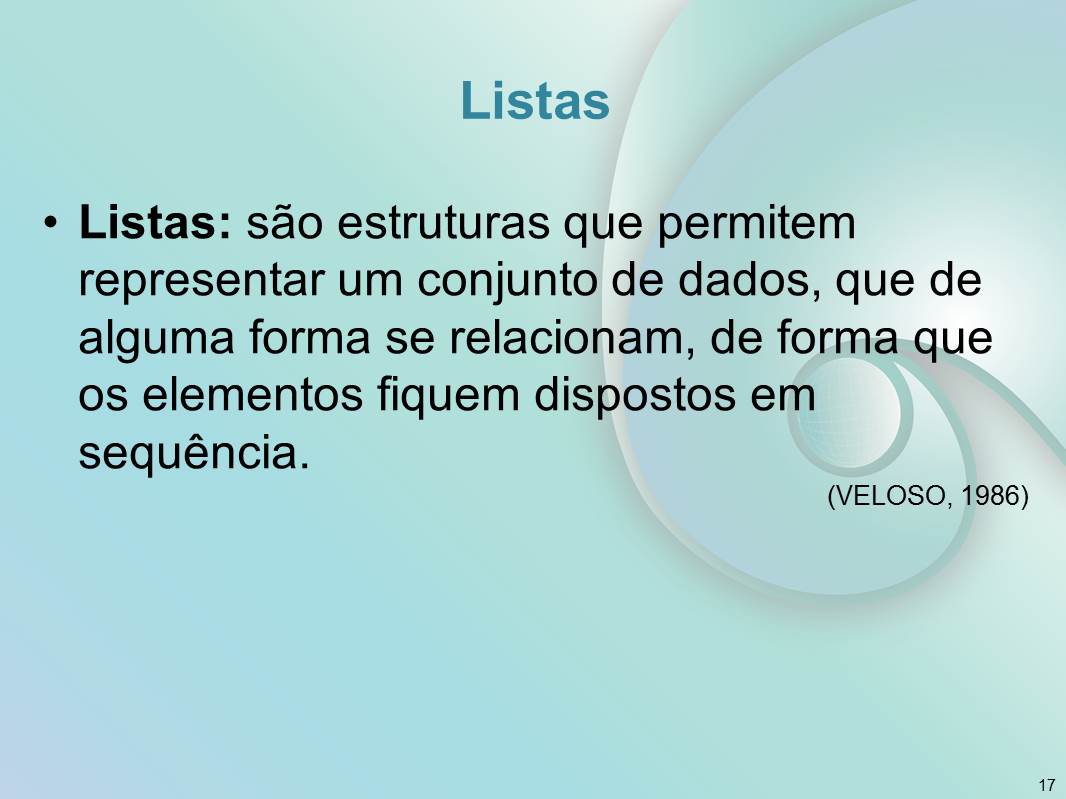 Listas
• Listas: são estruturas que permitem
representar um conjunto de dados, que de
alguma forma se relacionam, de forma que
os elementos fiquem dispostos em
sequência.
(VELOSO, 1986)
17